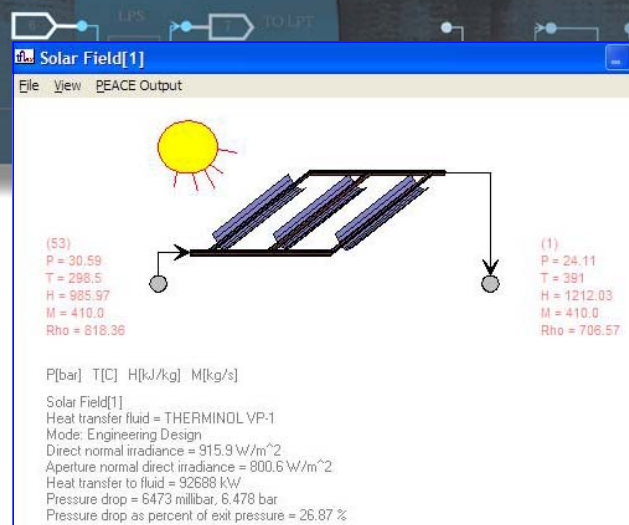 6
LPS
7
TO LPT
Solar Field[1]
File View PEACE Output
(53)
P = 30.59
T = 298.5
H = 985.97
M = 410.0
Rho = 818.36
(1)
P = 24.11
T = 391
H = 1212.03
M = 410.0
Rho = 706.57
P[bar] T[C] H[kJ/kg] M[kg/s]
Solar Field[1]
Heat transfer fluid = THERMINOL VP-1
Mode: Engineering Design
Direct normal irradiance = 915.9 W/m^2
Aperture normal direct irradiance = 800.6 W/m^2
Heat transfer to fluid = 92688 kW
Pressure drop = 6473 millibar, 6.478 bar
Pressure drop as percent of exit pressure = 26.87 %